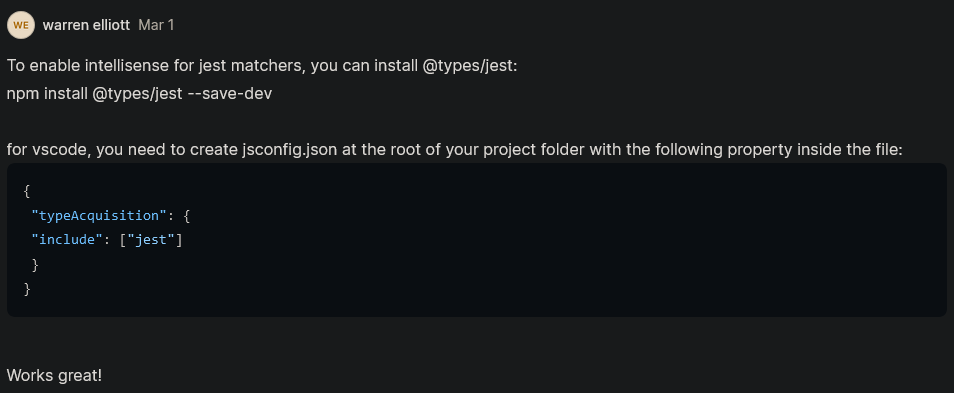 WE warren elliott Mar 1
To enable intellisense for jest matchers, you can install @types/jest:
npm install @types/jest --save-dev
for vscode, you need to create jsconfig.json at the root of your project folder with the following property inside the file:
{
 "typeAcquisition": {
 "include": ["jest"]
 }
}
Works great!